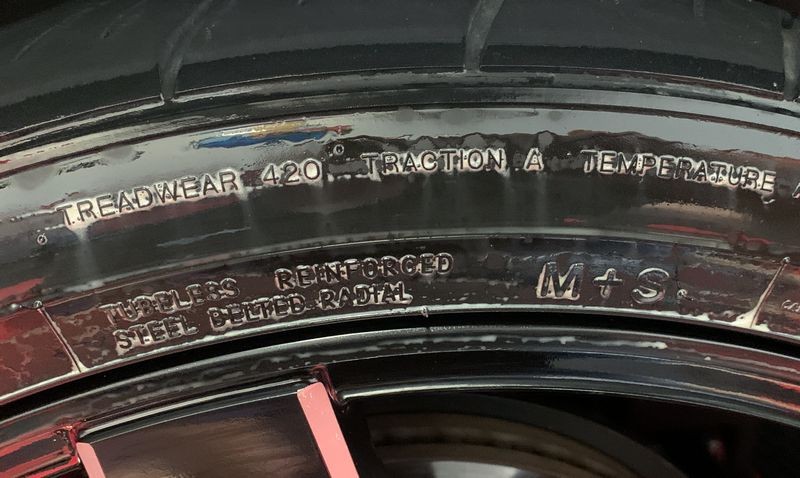 TREADWEAR 420 TRACTION A TEMPERATURE A
TUBELESS REINFORCED
STEEL BELTED RADIAL
M+S.